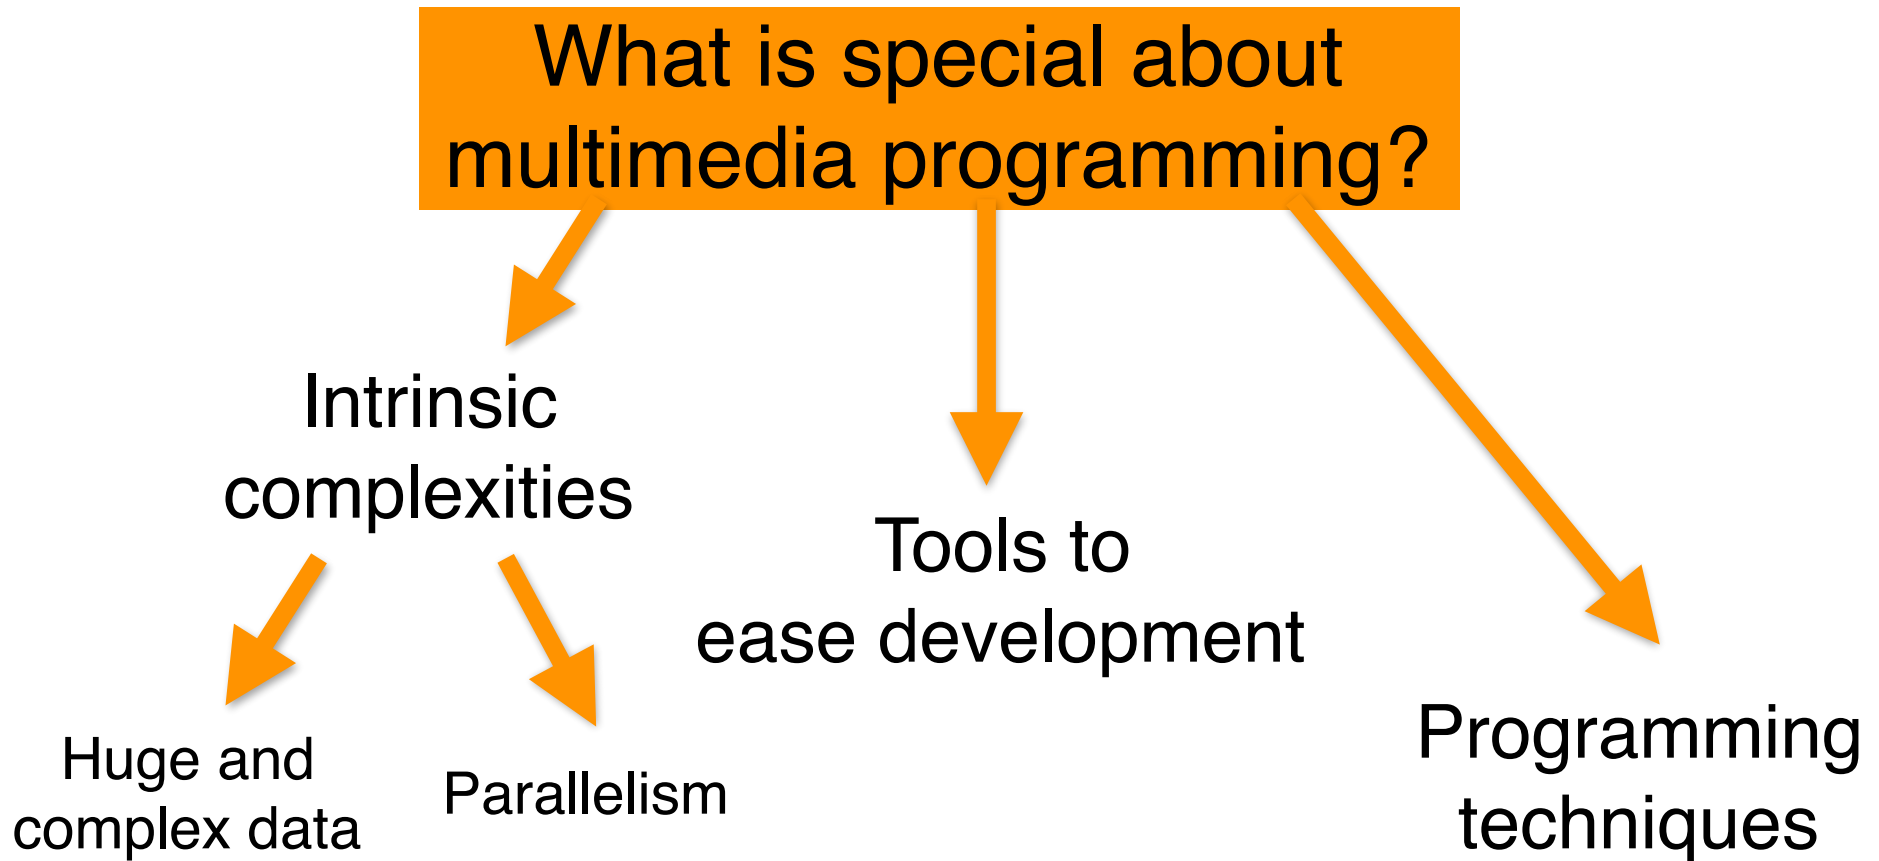 What is special about
multimedia programming?
Intrinsic
complexities
Tools to
ease development
Programming
techniques
Huge and
complex data
Parallelism